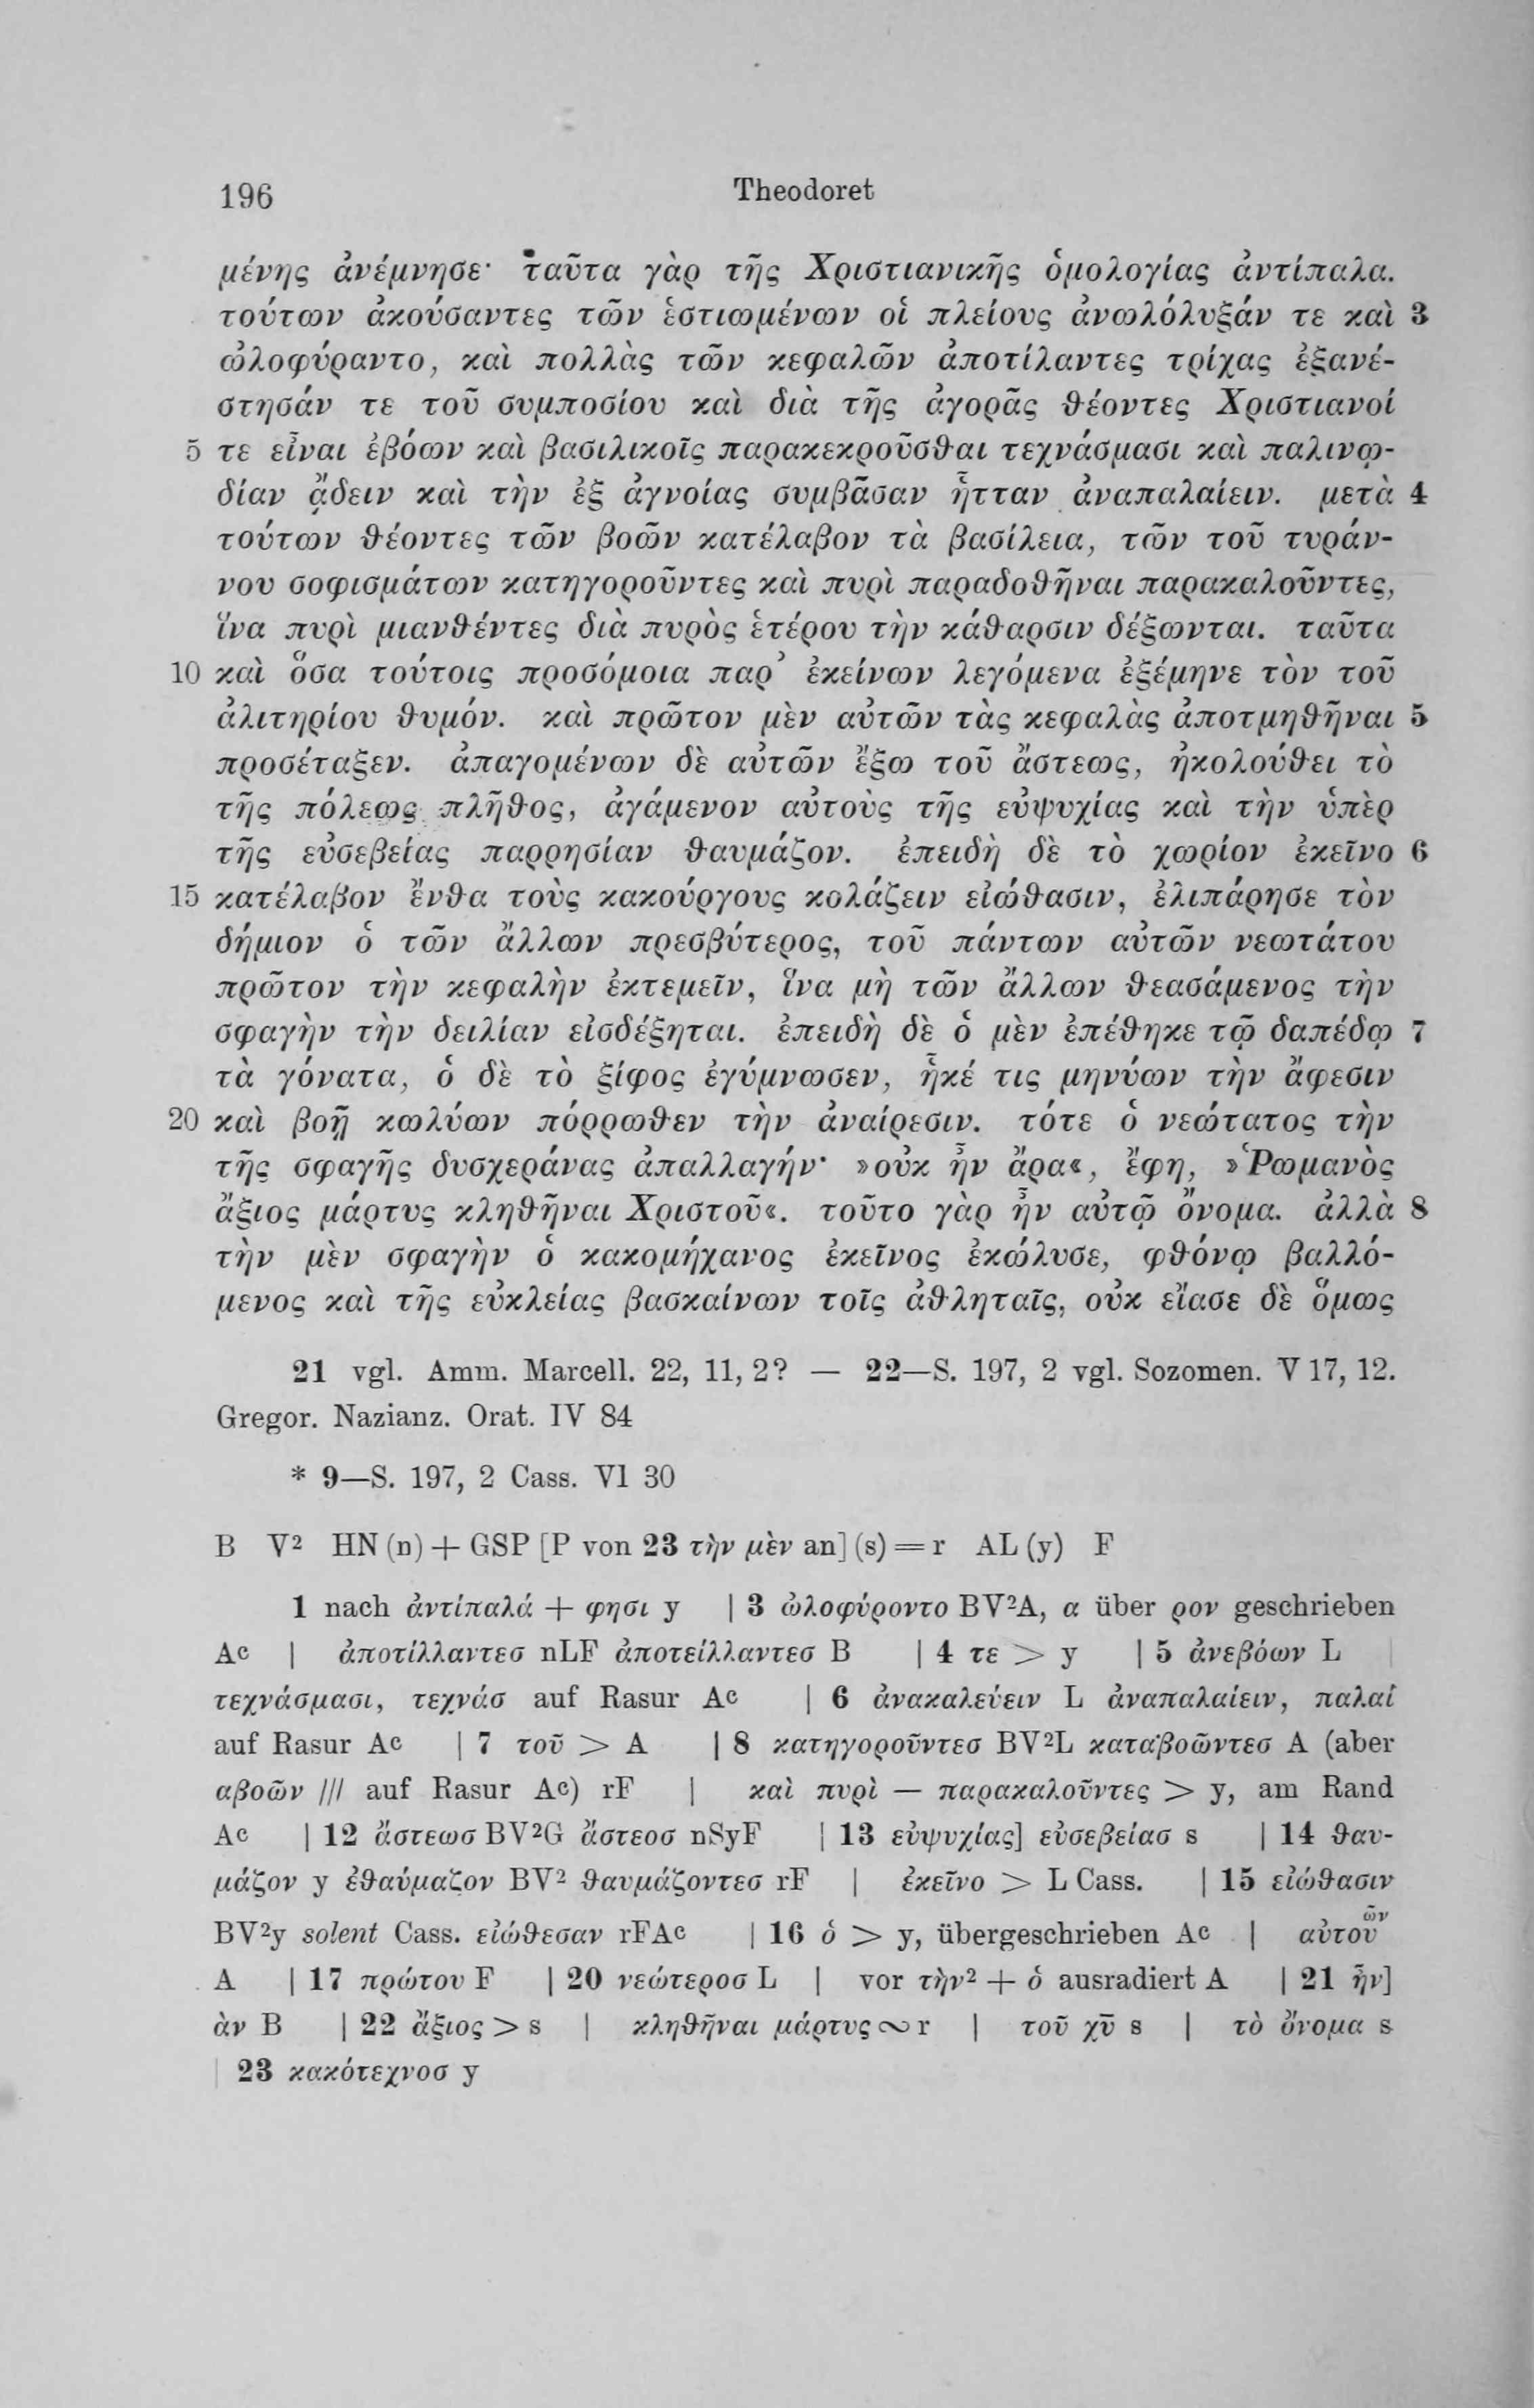 196 Theodoret
μένης ἀνέμνησε· ταῦτα γὰρ τῆς Χριστιανικῆς ὁμολογίας ἀντίπαλα.
τούτων ἀκούσαντες τῶν ἑστιωμένων οἱ πλείους ἀνωλόλυξάν τε καὶ 3
ὠλοφύραντο, καὶ πολλὰς τῶν κεφαλῶν ἀποτίλαντες τρίχας ἐξανέ-
στησάν τε τοῦ συμποσίου καὶ διὰ τῆς ἀγορᾶς θέοντες Χριστιανοί
5 τε εἶναι ἐβόων καὶ βασιλικοῖς παρακεκροῦσθαι τεχνάσμασι καὶ παλινῳ-
δίαν ᾄδειν καὶ τὴν ἐξ ἀγνοίας συμβᾶσαν ἧτταν ἀναπαλαίειν. μετὰ 4
τούτων θέοντες τῶν βοῶν κατέλαβον τὰ βασίλεια, τῶν τοῦ τυράν-
νου σοφισμάτων κατηγοροῦντες καὶ πυρὶ παραδοθῆναι παρακαλοῦντες,
ἵνα πυρὶ μιανθέντες διὰ πυρὸς ἑτέρου τὴν κάθαρσιν δέξωνται. ταῦτα
10 καὶ ὅσα τούτοις προσόμοια παρ’ ἐκείνων λεγόμενα ἐξέμηνε τὸν τοῦ
ἀλιτηρίου θυμόν. καὶ πρῶτον μὲν αὐτῶν τὰς κεφαλὰς ἀποτμηθῆναι 5
προσέταξεν. ἀπαγομένων δὲ αὐτῶν ἔξω τοῦ ἄστεως, ἠκολούθει τὸ
τῆς πόλεως πλῆθος, ἀγάμενον αὐτοὺς τῆς εὐψυχίας καὶ τὴν ὑπὲρ
τῆς εὐσεβείας παρρησίαν θαυμάζον. ἐπειδὴ δὲ τὸ χωρίον ἐκεῖνο 6
15 κατέλαβον ἔνθα τοὺς κακούργους κολάζειν εἰώθασιν, ἐλιπάρησε τὸν
δήμιον ὁ τῶν ἄλλων πρεσβύτερος, τοῦ πάντων αὐτῶν νεωτάτου
πρῶτον τὴν κεφαλὴν ἐκτεμεῖν, ἵνα μὴ τῶν ἄλλων θεασάμενος τὴν
σφαγὴν τὴν δειλίαν εἰσδέξηται. ἐπειδὴ δὲ ὁ μὲν ἐπέθηκε τῷ δαπέδῳ 7
τὰ γόνατα, ὁ δὲ τὸ ξίφος ἐγύμνωσεν, ἧκέ τις μηνύων τὴν ἄφεσιν
20 καὶ βοῇ κωλύων πόρρωθεν τὴν ἀναίρεσιν. τότε ὁ νεώτατος τὴν
τῆς σφαγῆς δυσχεράνας ἀπαλλαγήν· »οὐκ ἦν ἄρα«, ἔφη, »Ῥωμανὸς
ἄξιος μάρτυς κληθῆναι Χριστοῦ«. τοῦτο γὰρ ἦν αὐτῷ ὄνομα. ἀλλὰ 8
τὴν μὲν σφαγὴν ὁ κακομήχανος ἐκεῖνος ἐκώλυσε, φθόνῳ βαλλό-
μενος καὶ τῆς εὐκλείας βασκαίνων τοῖς ἀθληταῖς, οὐκ εἴασε δὲ ὅμως
21 vgl. Amm. Marcell. 22, 11, 2? — 22—S. 197, 2 vgl. Sozomen. V 17, 12.
Gregor. Nazianz. Orat. IV 84
* 9—S. 197, 2 Cass. VI 30
B V² HN (n) + GSP [P von 23 τὴν μὲν an] (s) = r AL (y) F
1 nach ἀντίπαλά + φησι y | 3 ὠλοφύροντο BV²A, α über ρον geschrieben
Aᶜ | ἀποτίλλαντεσ nLF ἀποτείλλαντεσ B | 4 τε > y | 5 ἀνεβόων L
τεχνάσμασι, τεχνάσ auf Rasur Aᶜ | 6 ἀνακαλεύειν L ἀναπαλαίειν, παλαί
auf Rasur Aᶜ | 7 τοῦ > A | 8 κατηγοροῦντεσ BV²L καταβοῶντεσ A (aber
αβοῶν /// auf Rasur Aᶜ) rF | καὶ πυρὶ — παρακαλοῦντες > y, am Rand
Aᶜ | 12 ἄστεωσ BV²G ἄστεοσ nSyF | 13 εὐψυχίας] εὐσεβείασ s | 14 θαυ-
μάζον y ἐθαύμαζον BV² θαυμάζοντεσ rF | ἐκεῖνο > L Cass. | 15 εἰώθασιν
BV²y solent Cass. εἰώθεσαν rFAᶜ | 16 ὁ > y, übergeschrieben Aᶜ | αὐτοῦ ῶν
A | 17 πρώτου F | 20 νεώτεροσ L | vor τὴν² + ὁ ausradiert A | 21 ἦν]
ἀν B | 22 ἄξιος > s | κληθῆναι μάρτυς ∾ r | τοῦ χῦ s | τὸ ὄνομα s
| 23 κακότεχνοσ y